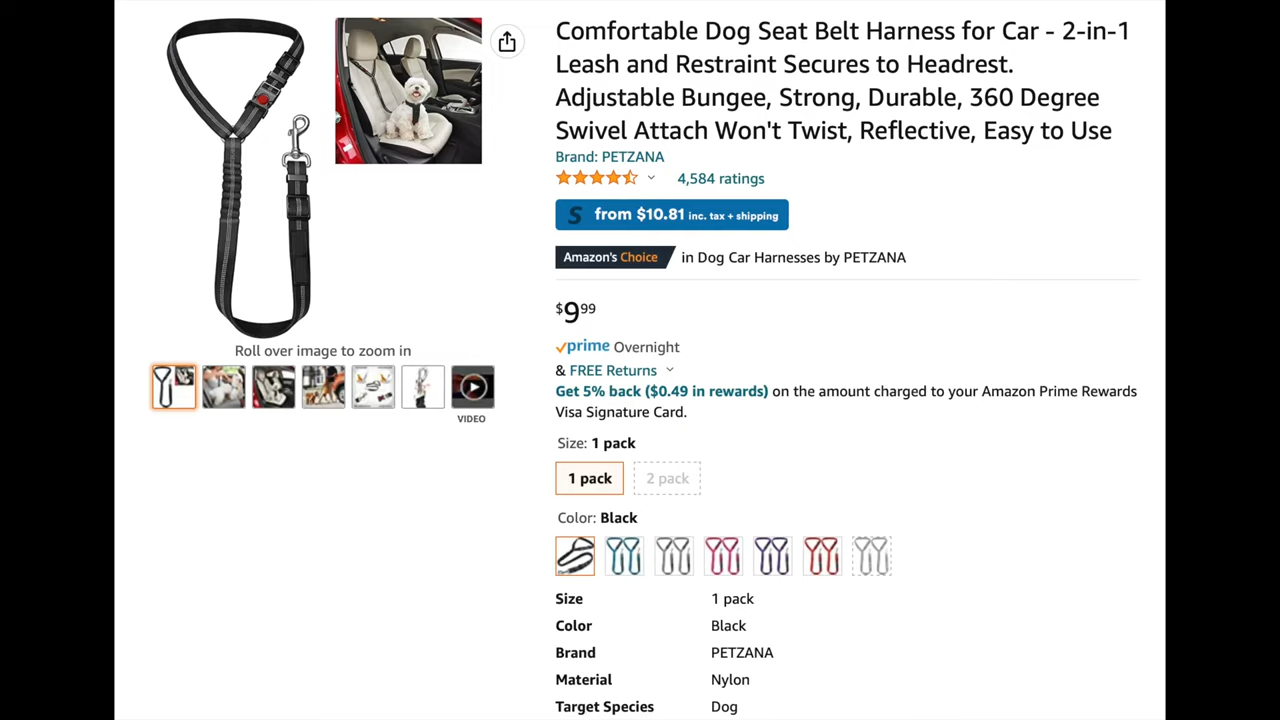 Comfortable Dog Seat Belt Harness for Car - 2-in-1
Leash and Restraint Secures to Headrest.
Adjustable Bungee, Strong, Durable, 360 Degree
Swivel Attach Won't Twist, Reflective, Easy to Use
Brand: PETZANA
4,584 ratings
S from $10.81 inc. tax + shipping
Amazon's Choice in Dog Car Harnesses by PETZANA
$9.99
prime Overnight
& FREE Returns
Get 5% back ($0.49 in rewards) on the amount charged to your Amazon Prime Rewards
Visa Signature Card.
Size: 1 pack
1 pack 2 pack
Color: Black
Size 1 pack
Color Black
Brand PETZANA
Material Nylon
Target Species Dog
Roll over image to zoom in
VIDEO